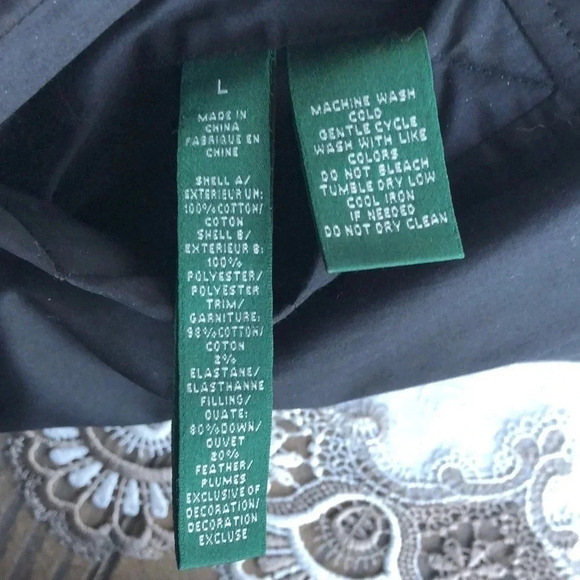 L
MADE IN
CHINA
FABRIQUE EN
CHINE
SHELL A/
EXTERIEUR UN:
100% COTTON/
COTON
SHELL B/
EXTERIEUR B:
100%
POLYESTER/
POLYESTER
TRIM/
GARNITURE:
98% COTTON/
COTON
2%
ELASTANE/
ELASTHANNE
FILLING/
OUATE:
80% DOWN/
DUVET
20%
FEATHER/
PLUMES
EXCLUSIVE OF
DECORATION/
DECORATION
EXCLUSE
MACHINE WASH
COLD
GENTLE CYCLE
WASH WITH LIKE
COLORS
DO NOT BLEACH
TUMBLE DRY LOW
COOL IRON
IF NEEDED
DO NOT DRY CLEAN